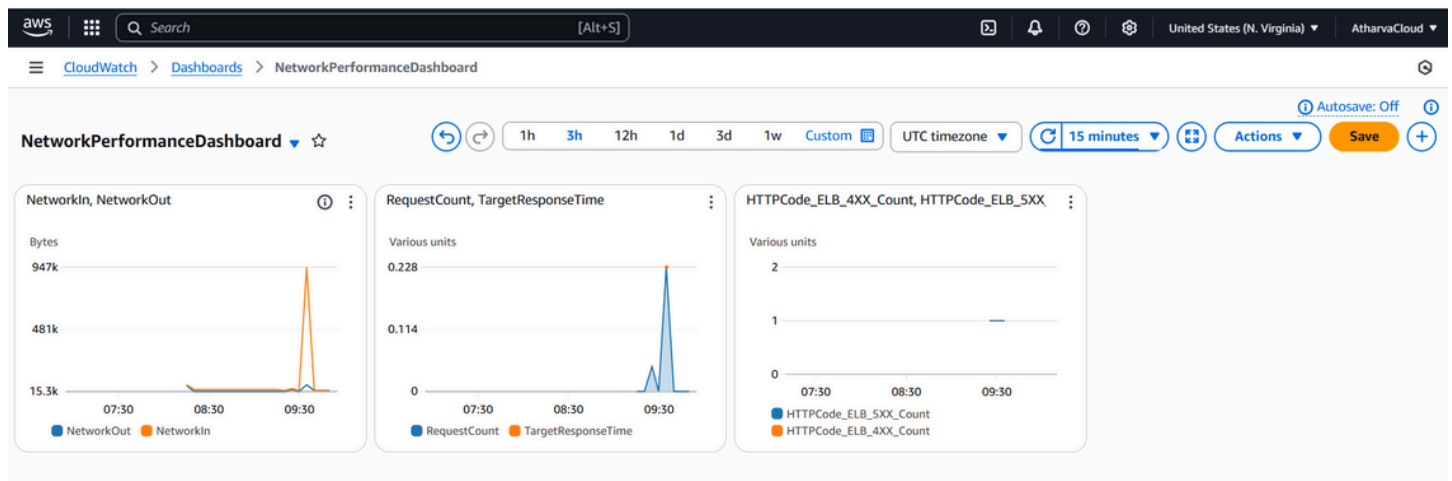 aws
Search [Alt+S]
United States (N. Virginia) ▼ AtharvaCloud ▼
CloudWatch > Dashboards > NetworkPerformanceDashboard
Autosave: Off
NetworkPerformanceDashboard ▼
1h 3h 12h 1d 3d 1w Custom UTC timezone ▼ 15 minutes ▼ Actions ▼ Save +
NetworkIn, NetworkOut
Bytes
947k
481k
15.3k
07:30 08:30 09:30
NetworkOut NetworkIn
RequestCount, TargetResponseTime
Various units
0.228
0.114
0
07:30 08:30 09:30
RequestCount TargetResponseTime
HTTPCode_ELB_4XX_Count, HTTPCode_ELB_5XX
Various units
2
1
0
07:30 08:30 09:30
HTTPCode_ELB_5XX_Count
HTTPCode_ELB_4XX_Count